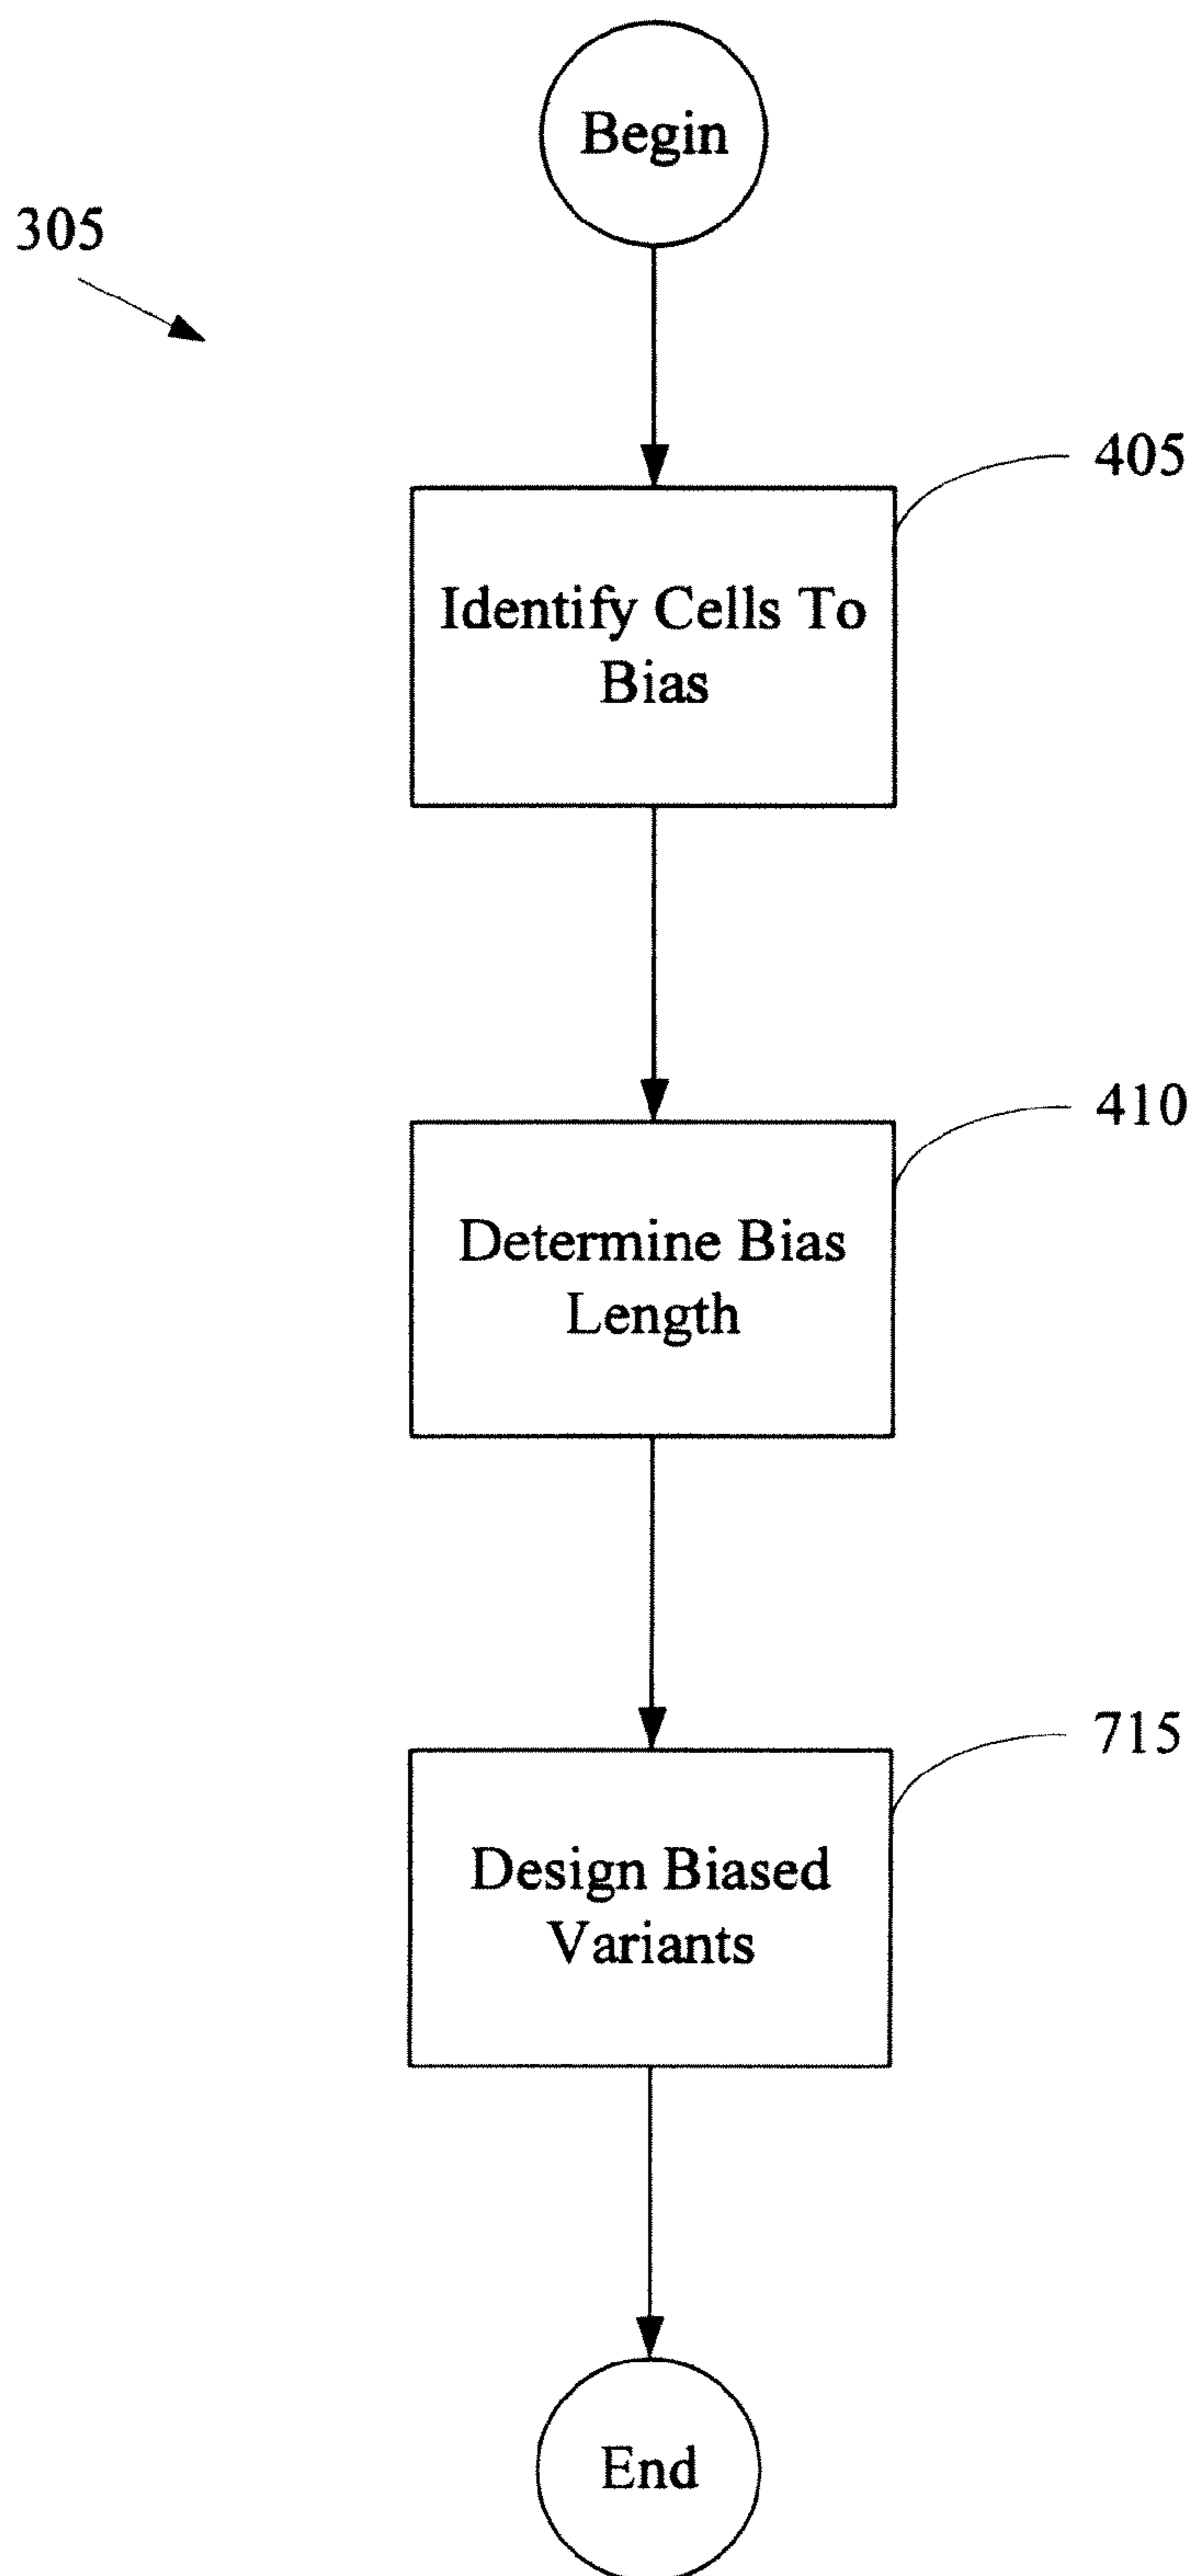 Begin
305
405
Identify Cells To
Bias
410
Determine Bias
Length
715
Design Biased
Variants
End